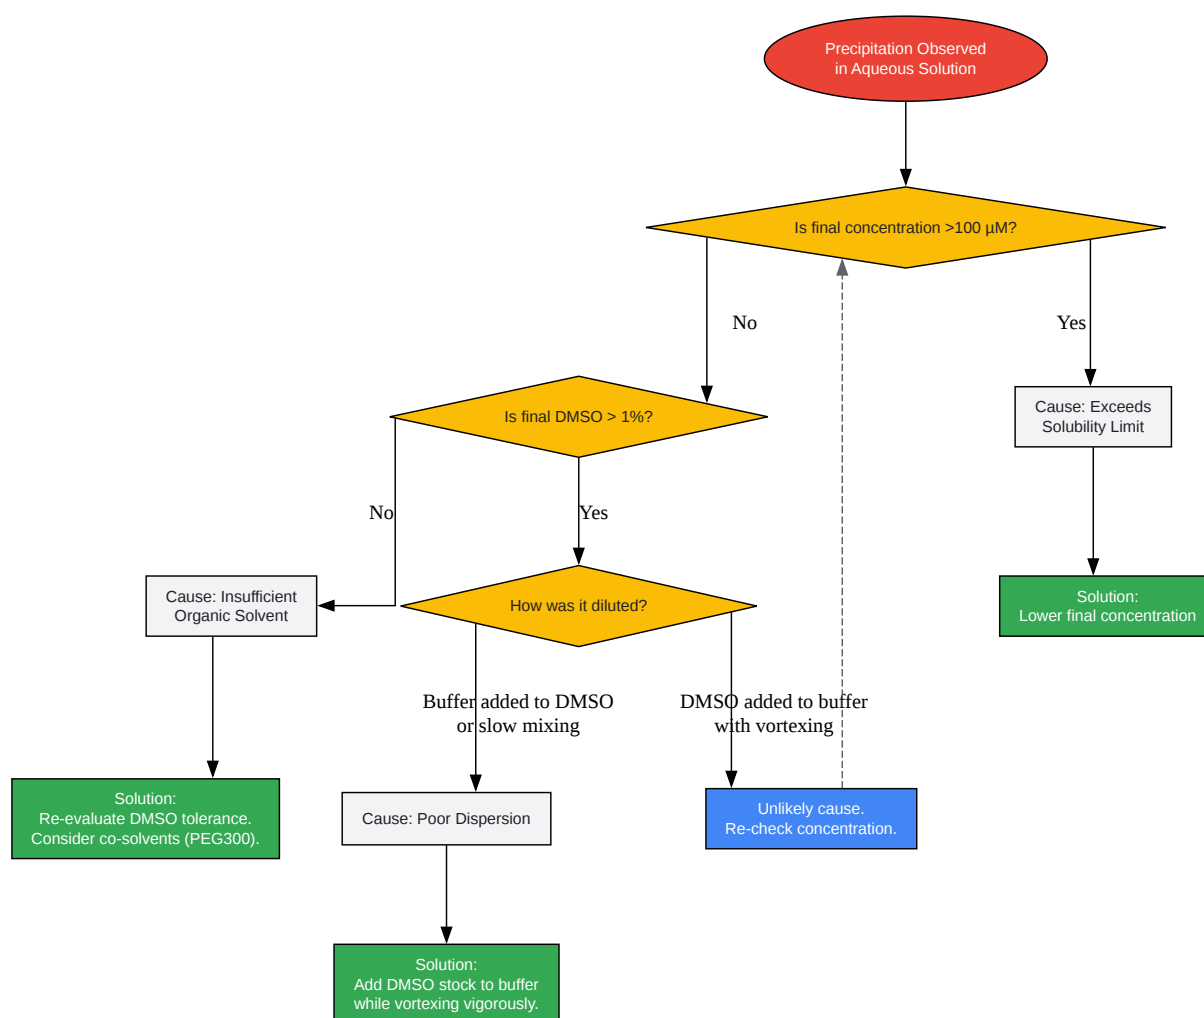 Precipitation Observed
in Aqueous Solution
Is final concentration >100 µM?
No
Yes
Is final DMSO > 1%?
Cause: Exceeds
Solubility Limit
No
Yes
Cause: Insufficient
Organic Solvent
How was it diluted?
Solution:
Lower final concentration
Buffer added to DMSO
or slow mixing
DMSO added to buffer
with vortexing
Solution:
Re-evaluate DMSO tolerance.
Consider co-solvents (PEG300).
Cause: Poor Dispersion
Unlikely cause.
Re-check concentration.
Solution:
Add DMSO stock to buffer
while vortexing vigorously.